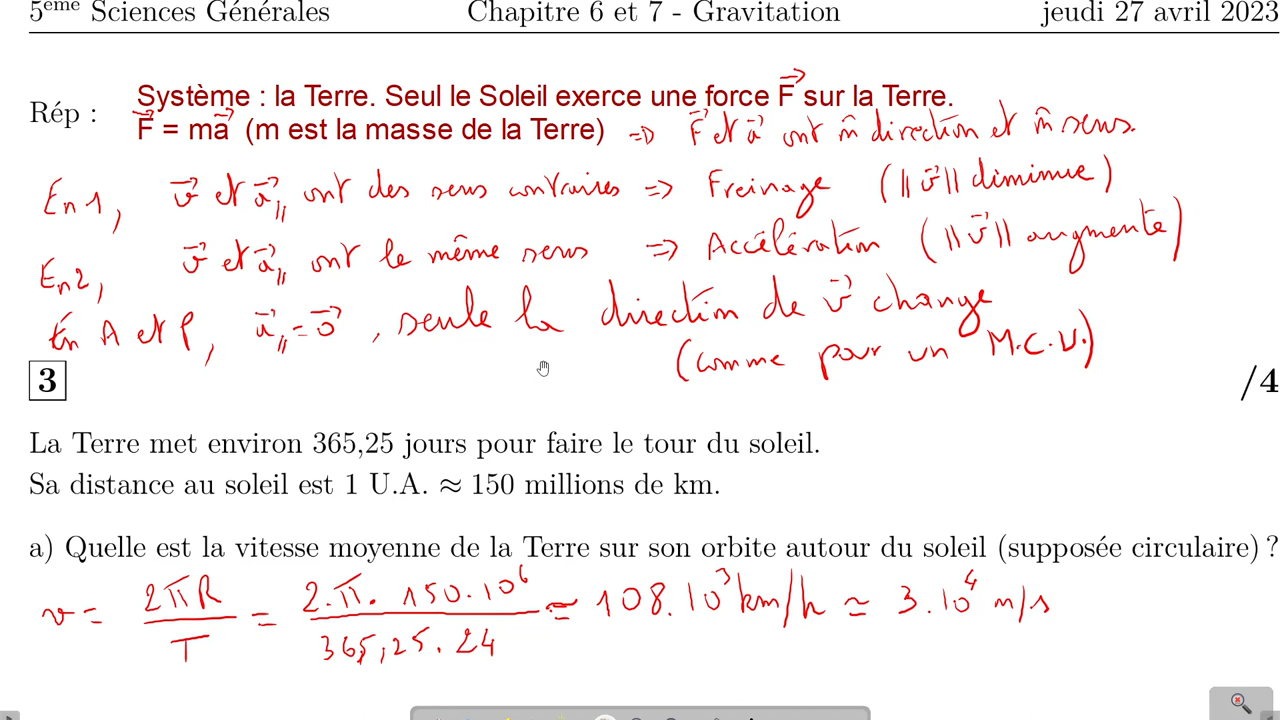 5ème Sciences Générales Chapitre 6 et 7 - Gravitation jeudi 27 avril 2023
Rép : Système : la Terre. Seul le Soleil exerce une force F⃗ sur la Terre.
F⃗ = ma⃗ (m est la masse de la Terre) => F⃗ et a⃗ ont m̂ direction et m̂ sens.
En 1, v⃗ et a⃗∥ ont des sens contraires => Freinage (||v⃗|| diminue)
En 2, v⃗ et a⃗∥ ont le même sens => Accélération (||v⃗|| augmente)
En A et P, a⃗∥ = 0⃗, seule la direction de v⃗ change
(comme pour un M.C.U.)
3 /4
La Terre met environ 365,25 jours pour faire le tour du soleil.
Sa distance au soleil est 1 U.A. ≈ 150 millions de km.
a) Quelle est la vitesse moyenne de la Terre sur son orbite autour du soleil (supposée circulaire) ?
v = 2πR/T = 2.π.150.10⁶/365,25.24 ≃ 108.10³ km/h ≃ 3.10⁴ m/s